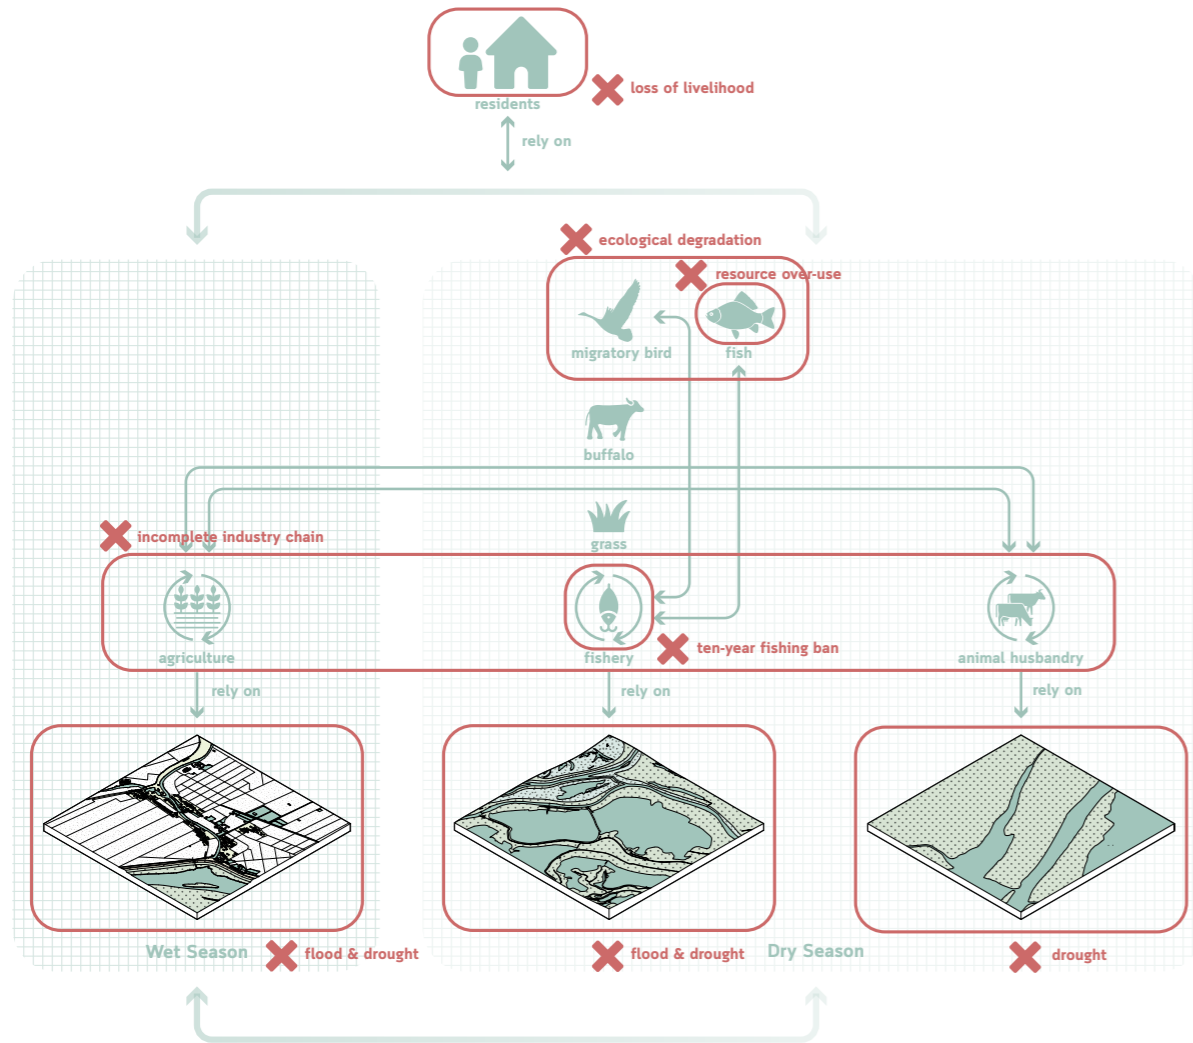 loss of livelihood
residents
rely on
ecological degradation
resource over-use
migratory bird
fish
buffalo
grass
incomplete industry chain
agriculture
fishery
ten-year fishing ban
animal husbandry
rely on
rely on
rely on
Wet Season
flood & drought
flood & drought
Dry Season
drought